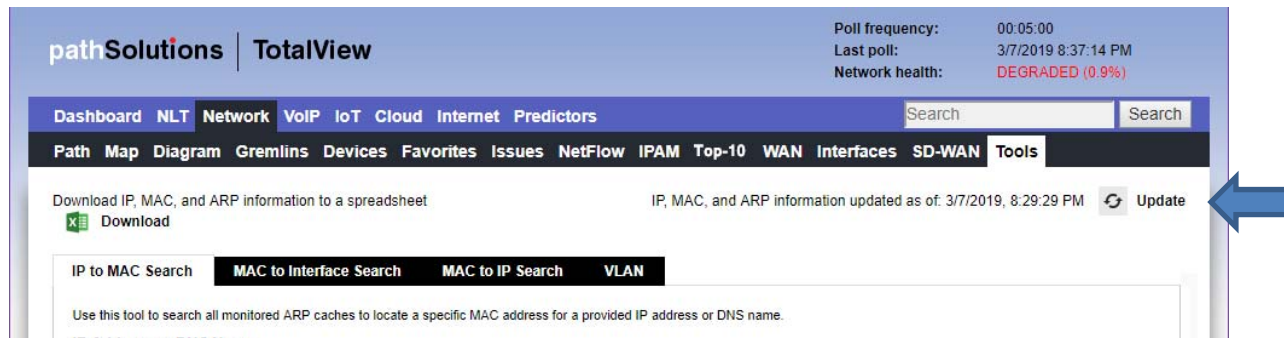 pathSolutions | TotalView
Poll frequency: 00:05:00
Last poll: 3/7/2019 8:37:14 PM
Network health: DEGRADED (0.9%)
Dashboard NLT Network VoIP IoT Cloud Internet Predictors Search Search
Path Map Diagram Gremlins Devices Favorites Issues NetFlow IPAM Top-10 WAN Interfaces SD-WAN Tools
Download IP, MAC, and ARP information to a spreadsheet IP, MAC, and ARP information updated as of: 3/7/2019, 8:29:29 PM Update
Download
IP to MAC Search MAC to Interface Search MAC to IP Search VLAN
Use this tool to search all monitored ARP caches to locate a specific MAC address for a provided IP address or DNS name.